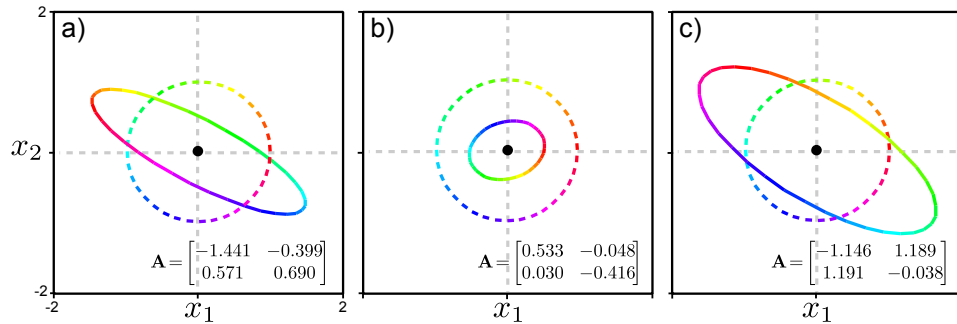 2
a)
b)
c)
x₂
A = [−1.441 −0.399
0.571 0.690]
A = [0.533 −0.048
0.030 −0.416]
A = [−1.146 1.189
1.191 −0.038]
-2
-2
x₁
2
x₁
x₁